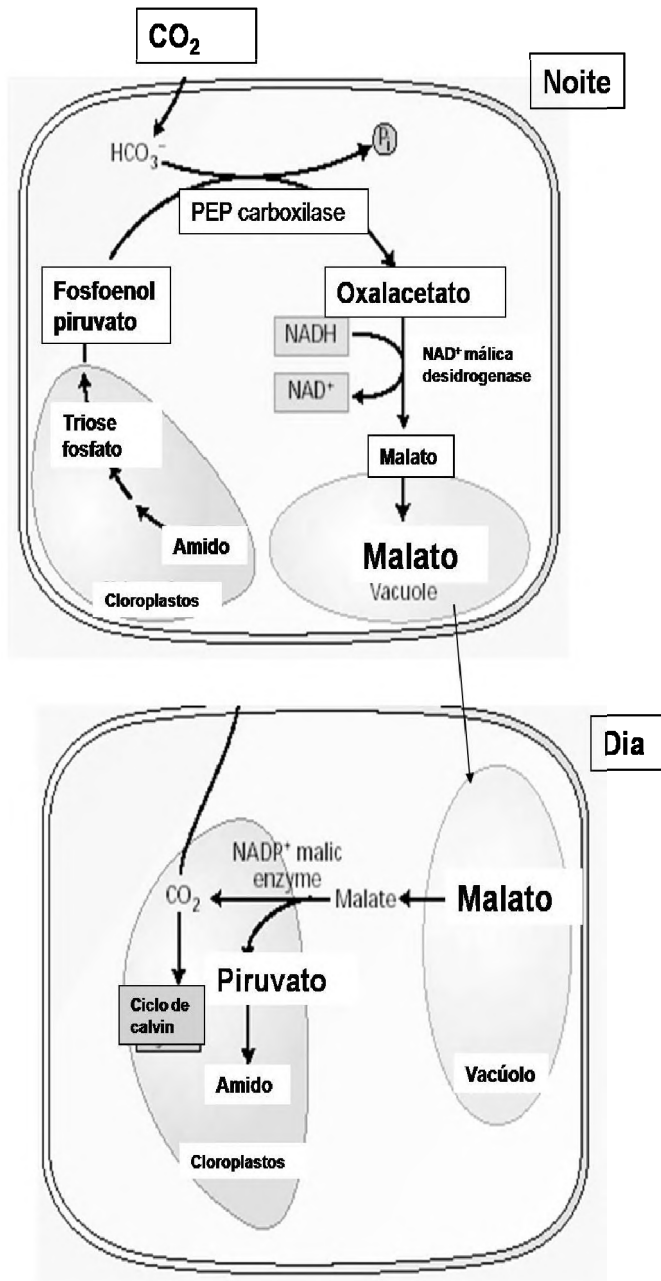 CO₂
Noite
HCO₃⁻
Pi
PEP carboxilase
Fosfoenol
piruvato
Oxalacetato
NADH
NAD⁺
NAD⁺ málica
desidrogenase
Triose
fosfato
Malato
Amido
Malato
Vacuole
Cloroplastos
Dia
NADP⁺ malic
enzyme
CO₂
Malate
Malato
Piruvato
Ciclo de
calvin
Amido
Vacúolo
Cloroplastos